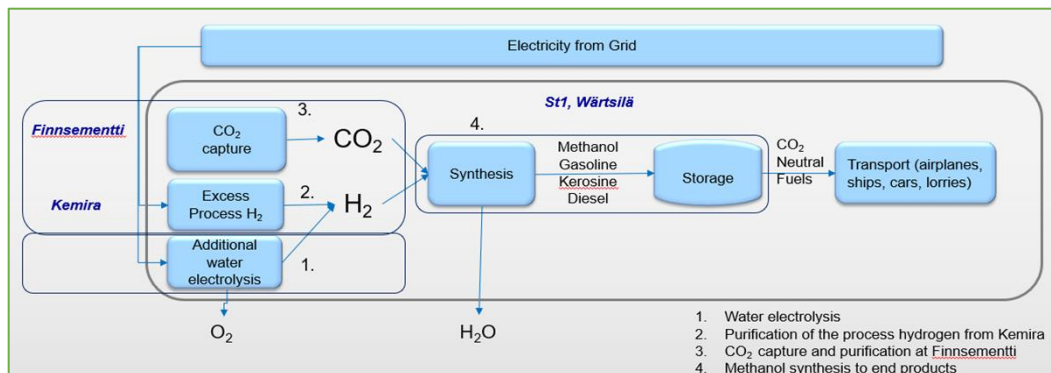 Electricity from Grid
St1, Wärtsilä
Finnsementti
Kemira
CO₂
capture
3.
CO₂
Excess
Process H₂
2.
H₂
Additional
water
electrolysis
1.
4.
Synthesis
Methanol
Gasoline
Kerosine
Diesel
Storage
CO₂
Neutral
Fuels
Transport (airplanes,
ships, cars, lorries)
O₂
H₂O
1. Water electrolysis
2. Purification of the process hydrogen from Kemira
3. CO₂ capture and purification at Finnsementti
4. Methanol synthesis to end products